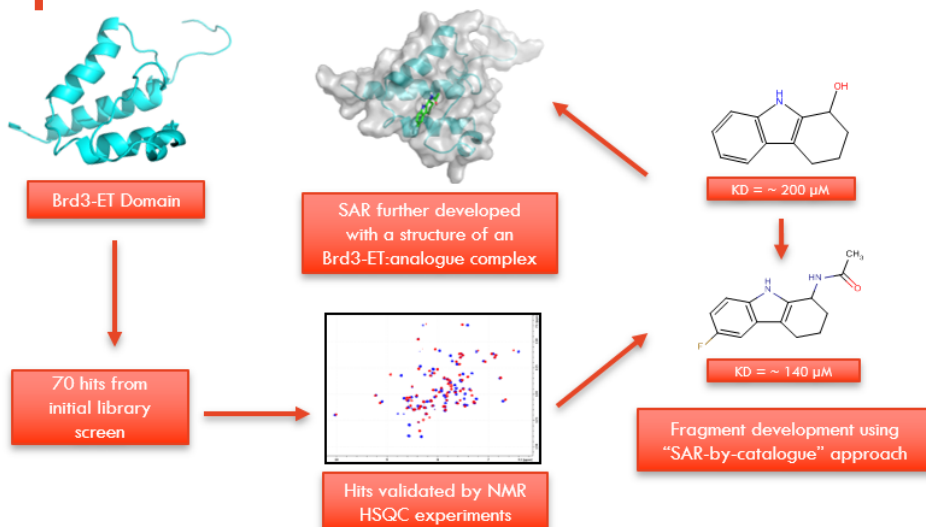 Brd3-ET Domain
SAR further developed
with a structure of an
Brd3-ET:analogue complex
H
N
OH
KD = ~ 200 µM
H
N
HN
CH3
O
F
KD = ~ 140 µM
70 hits from
initial library
screen
Hits validated by NMR
HSQC experiments
Fragment development using
“SAR-by-catalogue” approach